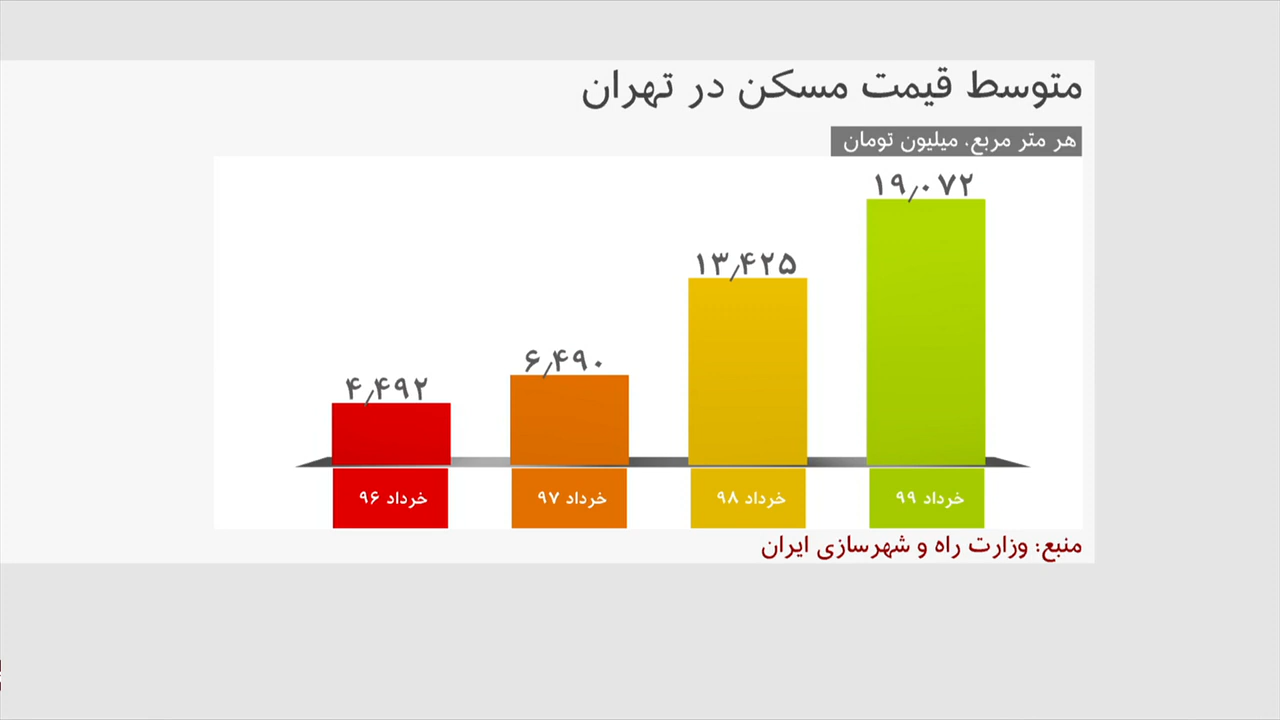 متوسط قیمت مسکن در تهران
هر متر مربع، میلیون تومان
۱۹٫۰۷۲
۱۳٫۴۲۵
۶٫۴۹۰
۴٫۴۹۲
خرداد ۹۹
خرداد ۹۸
خرداد ۹۷
خرداد ۹۶
منبع: وزارت راه و شهرسازی ایران